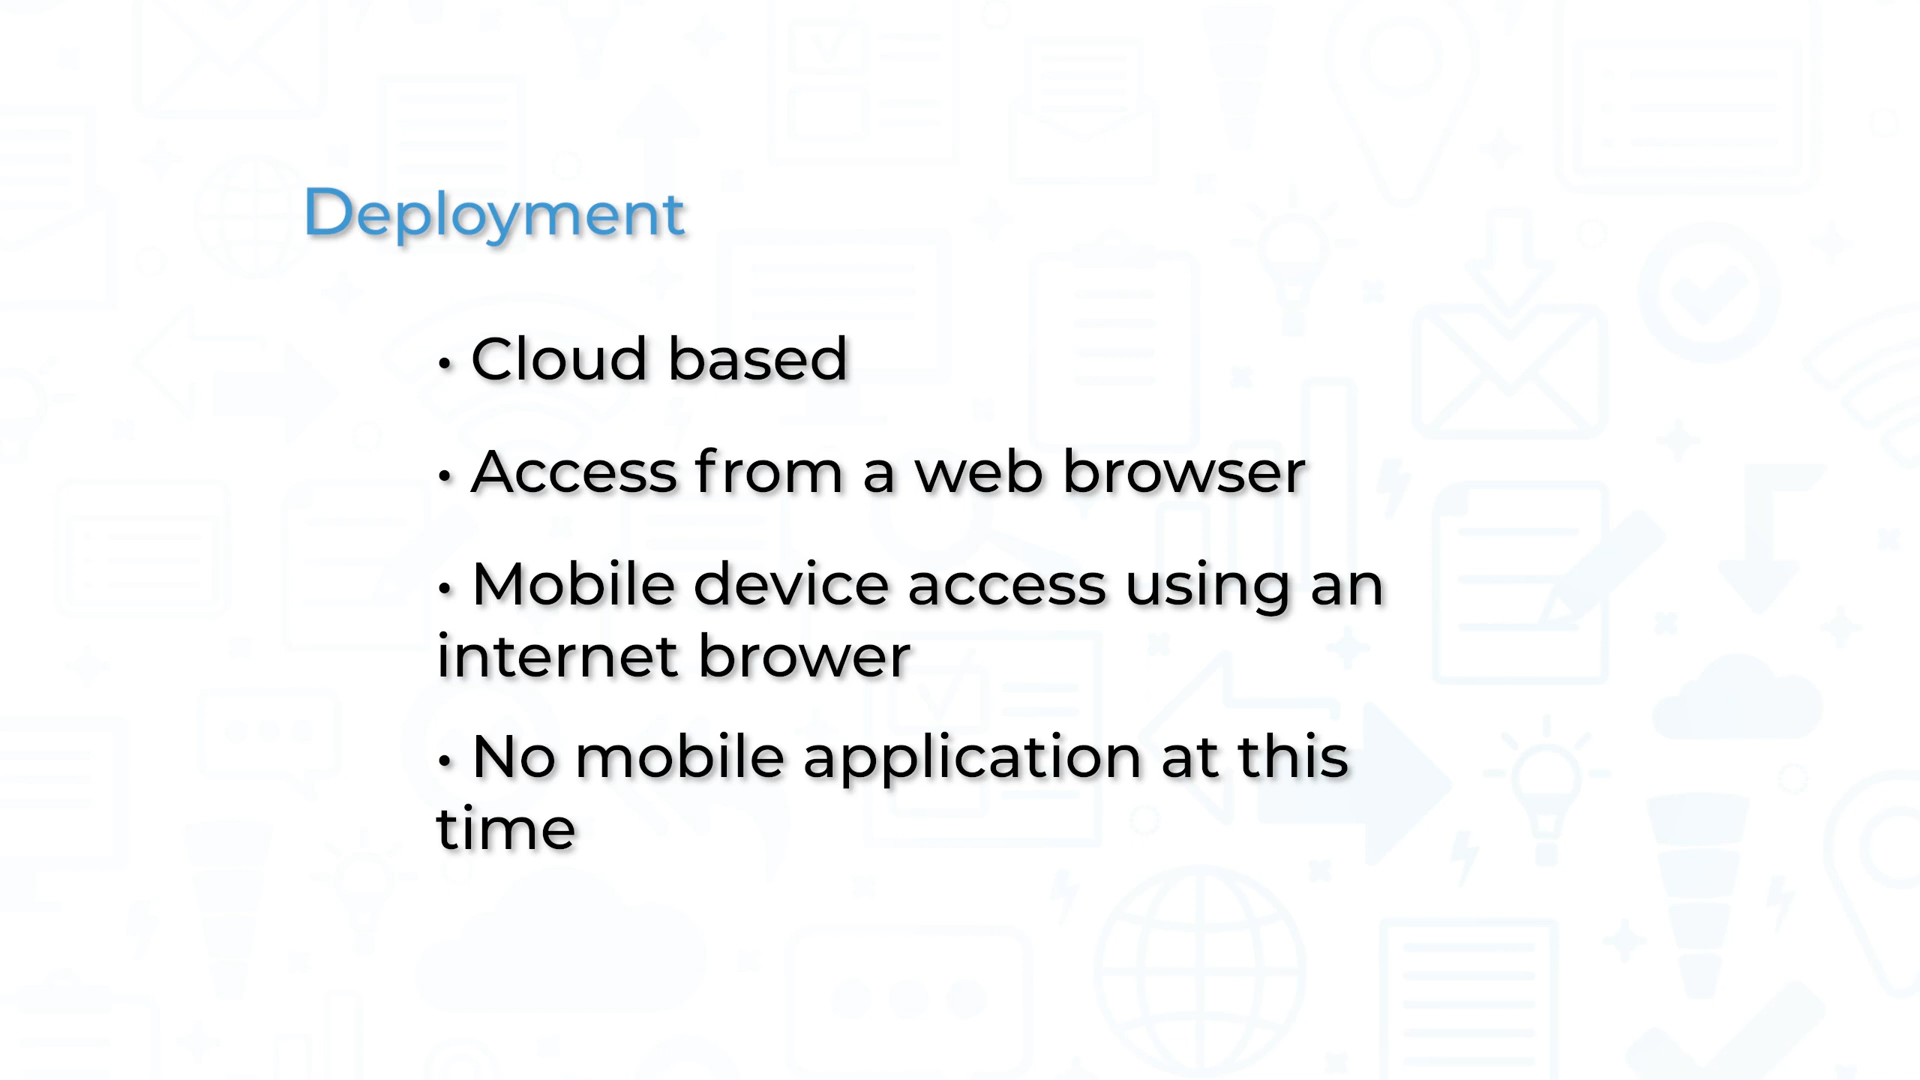 Deployment
• Cloud based
• Access from a web browser
• Mobile device access using an
internet brower
• No mobile application at this
time